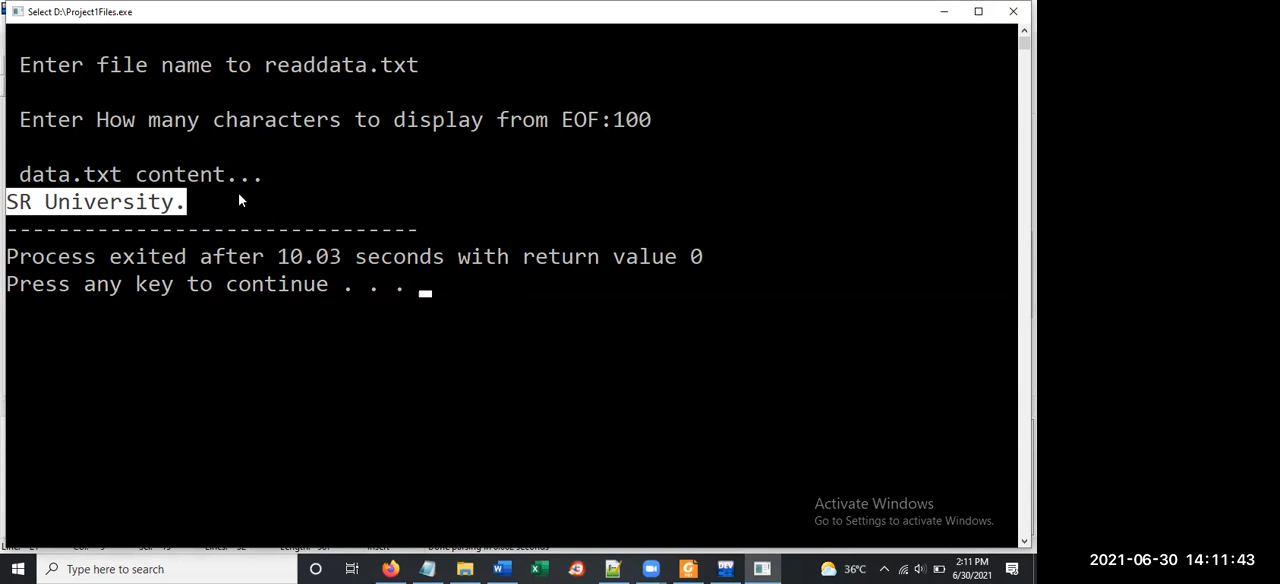 Select D:\Project1Files.exe
Enter file name to readdata.txt
Enter How many characters to display from EOF:100
data.txt content...
SR University.
--------------------------------
Process exited after 10.03 seconds with return value 0
Press any key to continue . . .
Activate Windows
Go to Settings to activate Windows.
Type here to search
36°C
2:11 PM
6/30/2021
2021-06-30 14:11:43